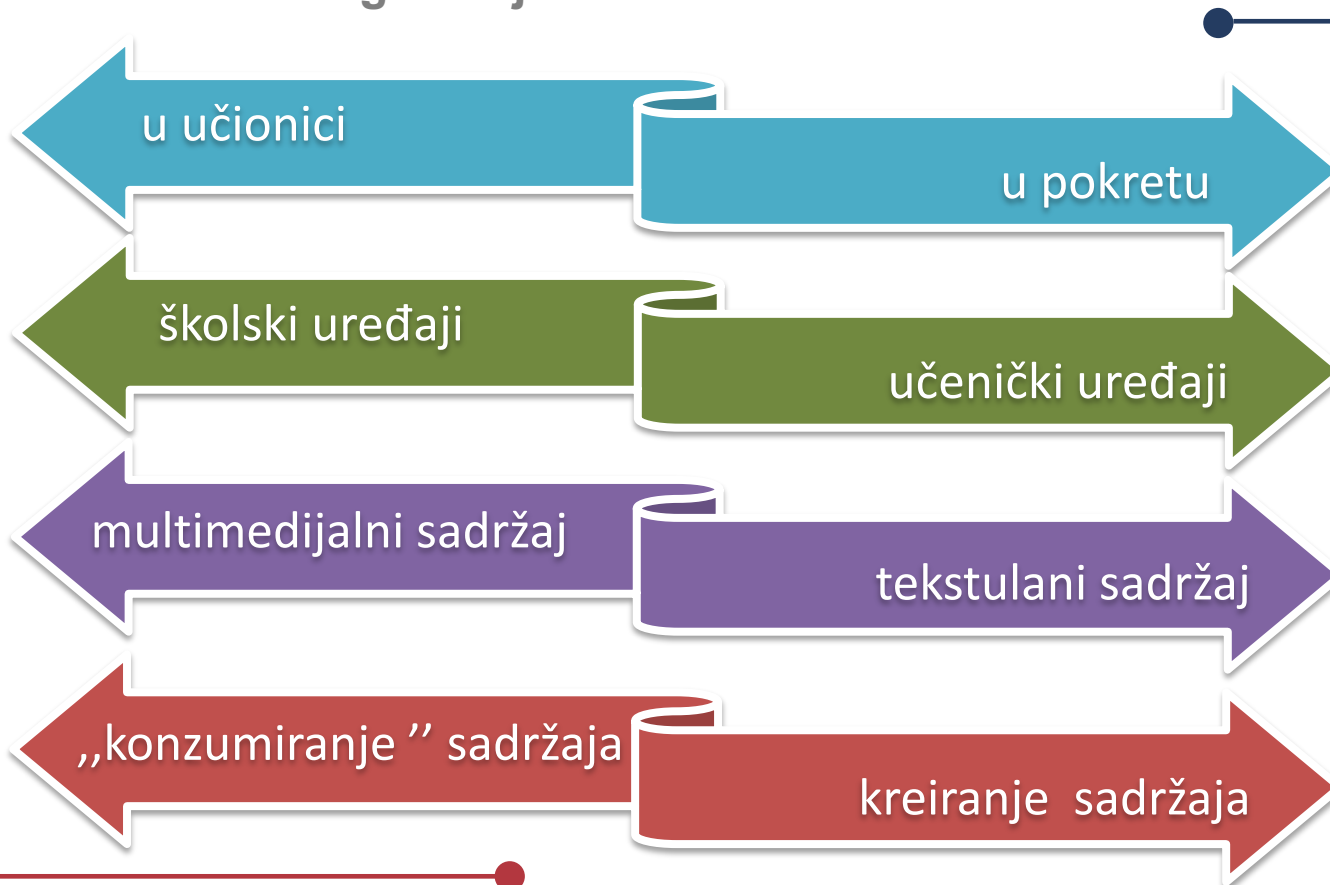 u učionici
u pokretu
školski uređaji
učenički uređaji
multimedijalni sadržaj
tekstulani sadržaj
,,konzumiranje ’’ sadržaja
kreiranje  sadržaja